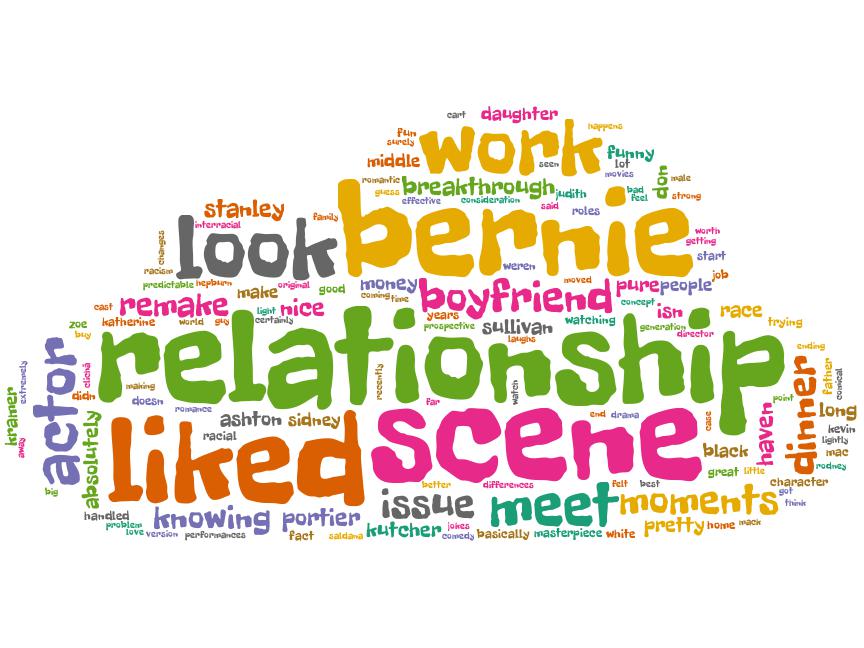 cart daughter
fun work happens
surely
middle seen funny
lot
movies
romantic breakthrough judith bad don male
guess feel
effective consideration strong
said roles
stanley family bernie
interracial look worth
getting
changes weren start
racism moved job
predictable hepburn original good money boyfriend pure people
make coming time concept
cast remake light nice years isn race
katherine world guy certainly prospective sullivan watching generation trying
zoe laughs director
buy relationship ending
actor clichã making recently watch father
kramer extremely didn doesn romance far comical
away absolutely liked scene case haven point dinner long
ashton sidney end drama kevin
racial black lightly
mac
great little rodney
big better differences felt best character
issue meet moments got
think
handled knowing portier
problem kutcher jokes pretty home mack
love version performances fact saldana comedy basically masterpiece white